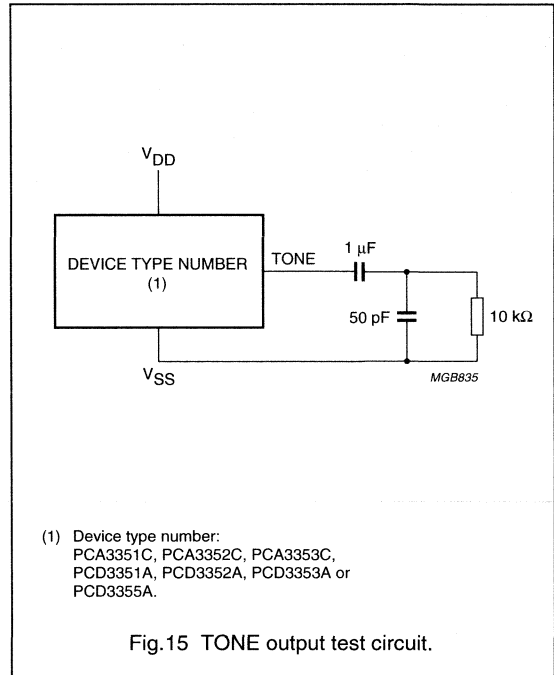 VDD
DEVICE TYPE NUMBER
(1)
TONE
1 µF
50 pF
10 kΩ
VSS
MGB835
(1) Device type number:
PCA3351C, PCA3352C, PCA3353C,
PCD3351A, PCD3352A, PCD3353A or
PCD3355A.
Fig.15 TONE output test circuit.